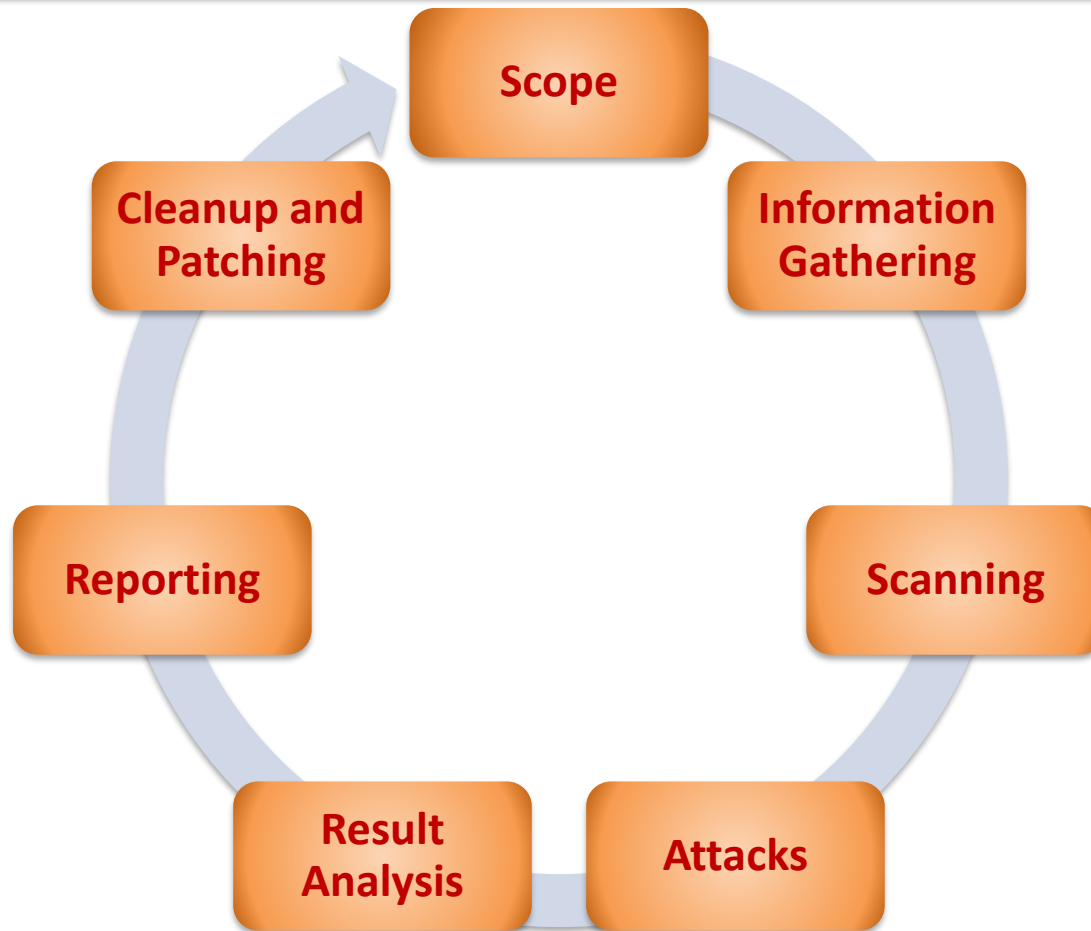 Scope
Information
Gathering
Scanning
Attacks
Result
Analysis
Reporting
Cleanup and
Patching